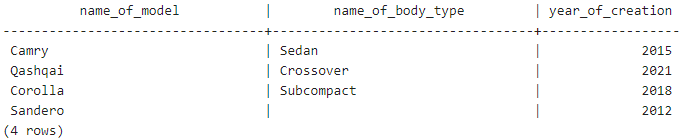 name_of_model | name_of_body_type | year_of_creation
---------------------------------+---------------------------------+------------------
Camry | Sedan | 2015
Qashqai | Crossover | 2021
Corolla | Subcompact | 2018
Sandero | | 2012
(4 rows)